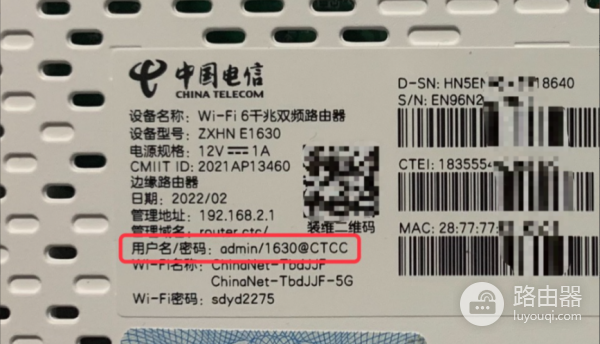 中国电信
CHINA TELECOM
设备名称: Wi-Fi 6千兆双频路由器
设备型号: ZXHN E1630
电源规格: 12V⎓1A
CMIIT ID: 2021AP13460
边缘路由器
日期: 2022/02
管理地址: 192.168.2.1
管理域名: router.ctc/
装维二维码
用户名/密码: admin/1630@CTCC
Wi-Fi名称: ChinaNet-TbdJJF
ChinaNet-TbdJJF-5G
Wi-Fi密码: sdyd2275
D-SN: HN5EN 18640
S/N: EN96N2
CTEI: 183555
MAC: 28:77:77:
路由器
luyouqi.com